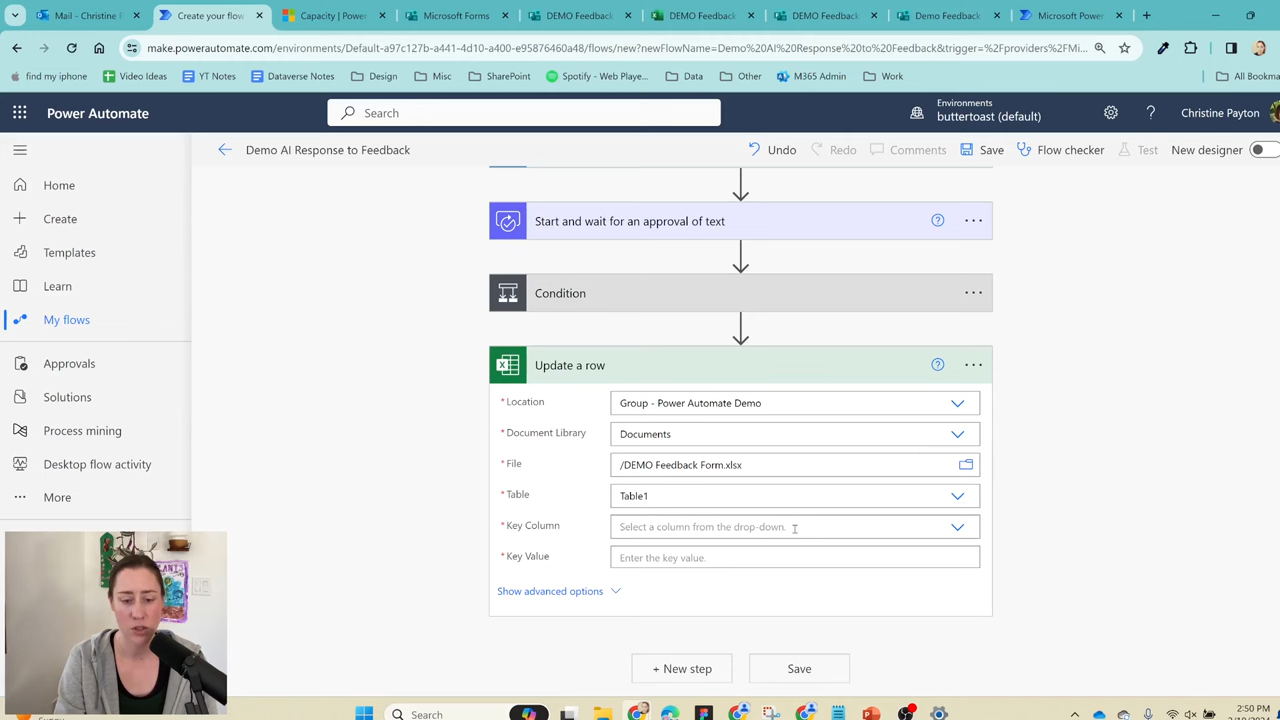 Mail - Christine P
Create your flow
Capacity | Power
Microsoft Forms
DEMO Feedback
DEMO Feedback
DEMO Feedback
Demo Feedback
Microsoft Power
make.powerautomate.com/environments/Default-a97c127b-a441-4d10-a400-e95876460a48/flows/new?newFlowName=Demo%20AI%20Response%20to%20Feedback&trigger=%2Fproviders%2FMi...
find my iphone
Video Ideas
YT Notes
Dataverse Notes
Design
Misc
SharePoint
Spotify - Web Playe...
Data
Other
M365 Admin
Work
All Bookma
Power Automate
Search
Environments
buttertoast (default)
Christine Payton
Demo AI Response to Feedback
Undo
Redo
Comments
Save
Flow checker
Test
New designer
Home
Create
Templates
Learn
My flows
Approvals
Solutions
Process mining
Desktop flow activity
More
Start and wait for an approval of text
Condition
Update a row
* Location
Group - Power Automate Demo
* Document Library
Documents
* File
/DEMO Feedback Form.xlsx
* Table
Table1
* Key Column
Select a column from the drop-down.
* Key Value
Enter the key value.
Show advanced options
+ New step
Save
Search
2:50 PM